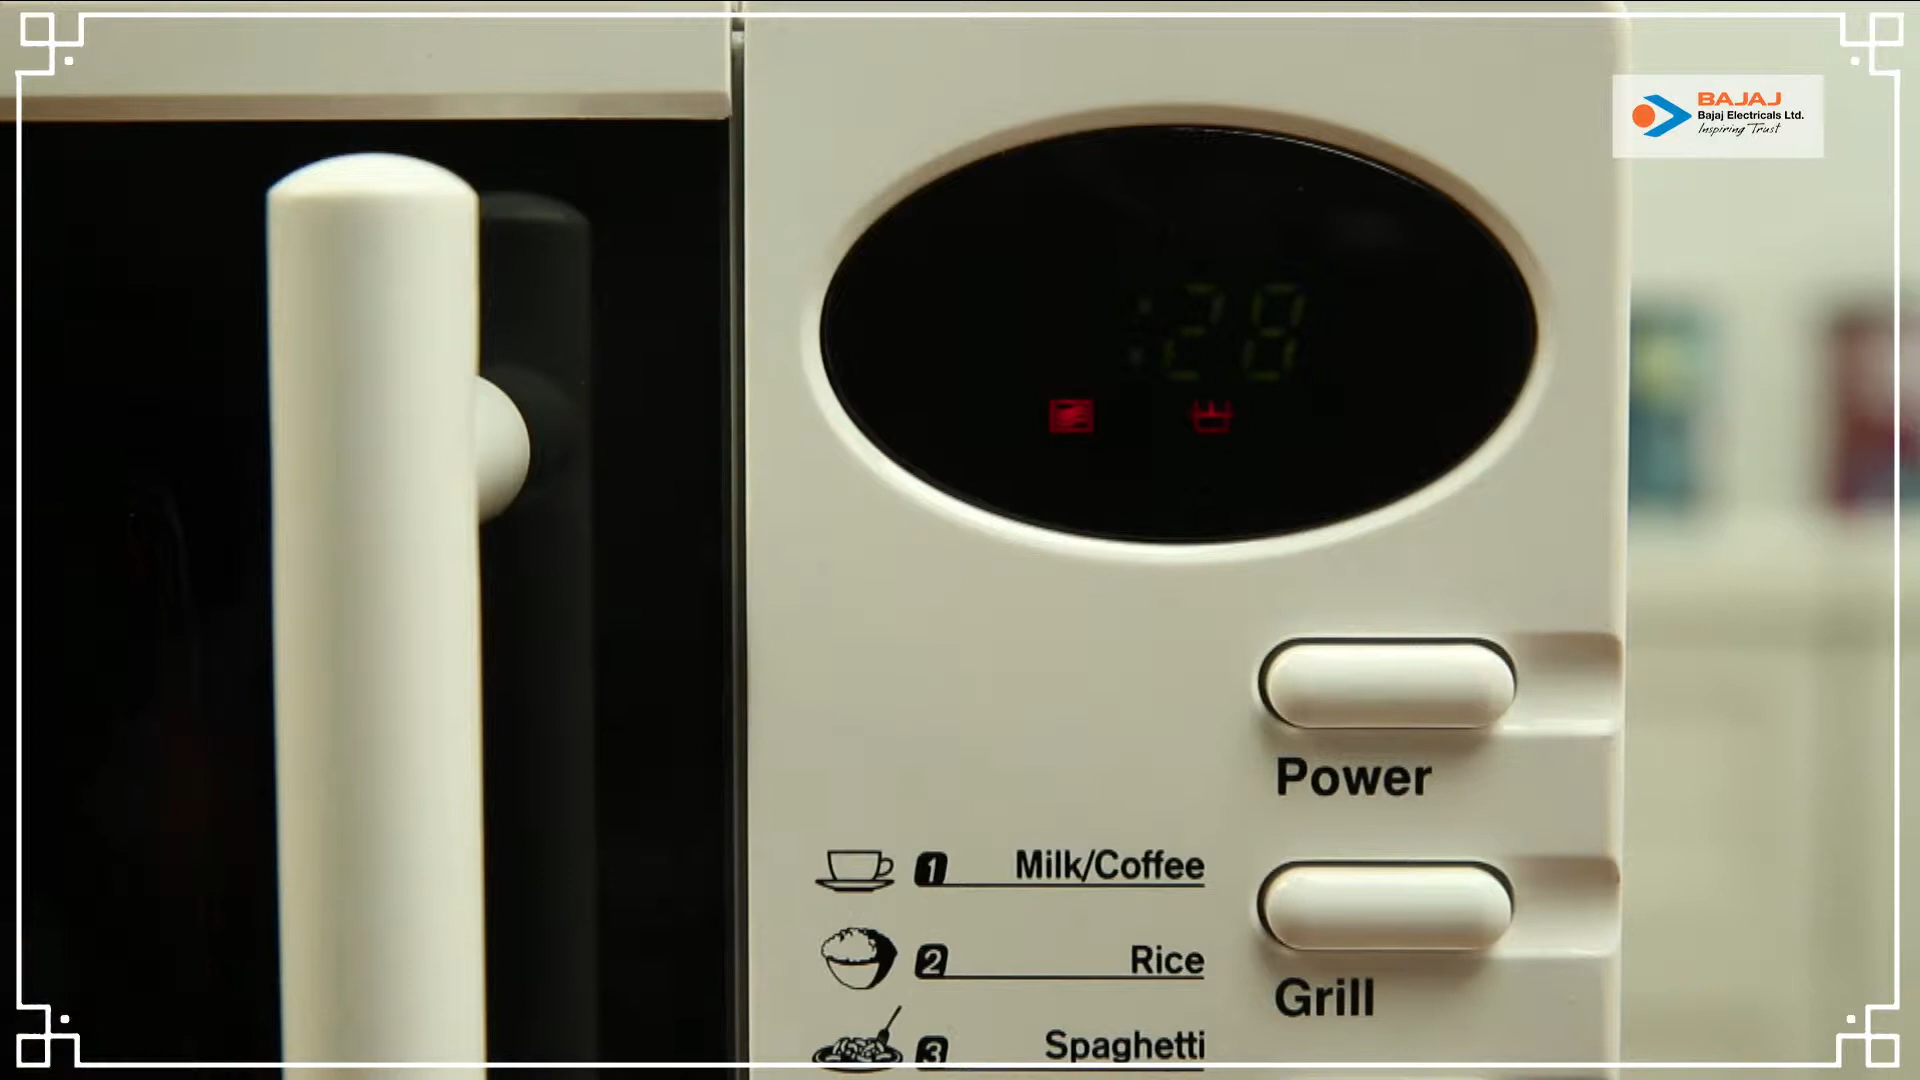 BAJAJ
Bajaj Electricals Ltd.
Inspiring Trust
:28
Power
1 Milk/Coffee
2 Rice
Grill
3 Spaghetti